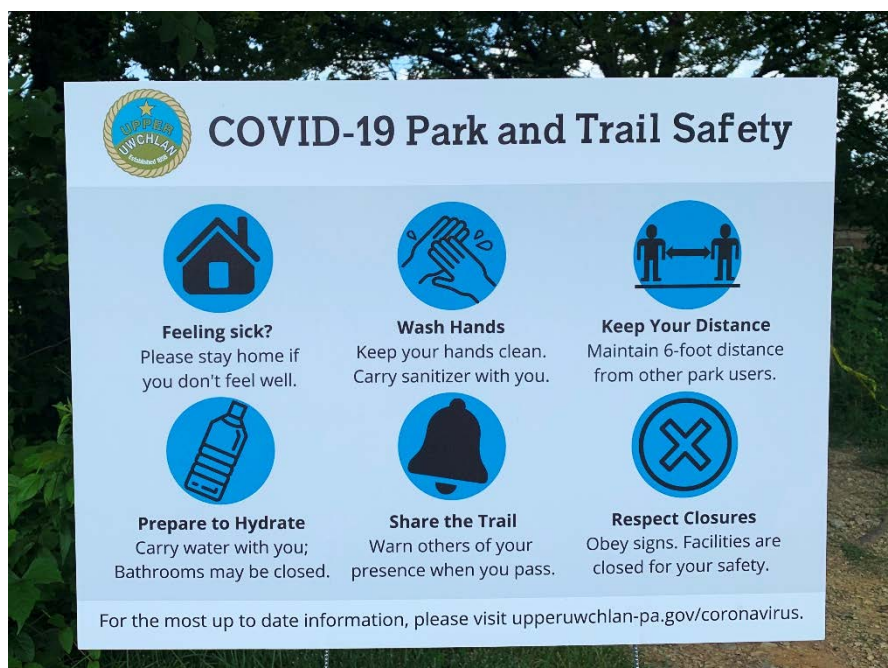 UPPER
UWCHLAN
Established 1858
COVID-19 Park and Trail Safety
Feeling sick?
Please stay home if
you don't feel well.
Wash Hands
Keep your hands clean.
Carry sanitizer with you.
Keep Your Distance
Maintain 6-foot distance
from other park users.
Prepare to Hydrate
Carry water with you;
Bathrooms may be closed.
Share the Trail
Warn others of your
presence when you pass.
Respect Closures
Obey signs. Facilities are
closed for your safety.
For the most up to date information, please visit upperuwchlan-pa.gov/coronavirus.